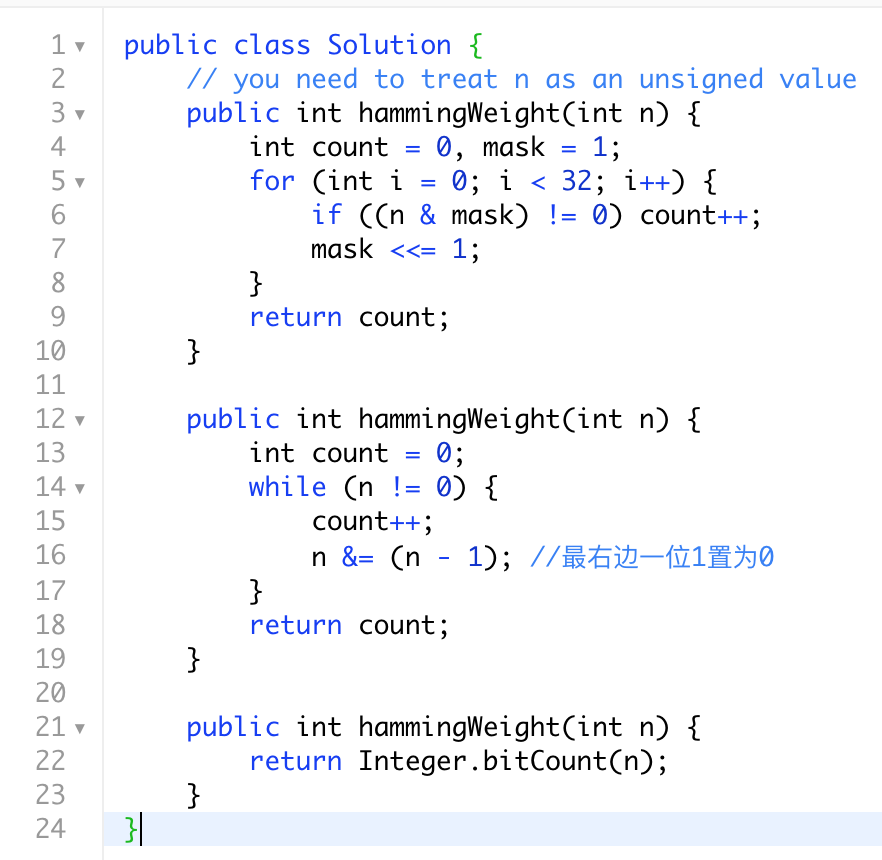 1 public class Solution {
2 // you need to treat n as an unsigned value
3 public int hammingWeight(int n) {
4 int count = 0, mask = 1;
5 for (int i = 0; i < 32; i++) {
6 if ((n & mask) != 0) count++;
7 mask <<= 1;
8 }
9 return count;
10 }
11
12 public int hammingWeight(int n) {
13 int count = 0;
14 while (n != 0) {
15 count++;
16 n &= (n - 1); //最右边一位1置为0
17 }
18 return count;
19 }
20
21 public int hammingWeight(int n) {
22 return Integer.bitCount(n);
23 }
24 }